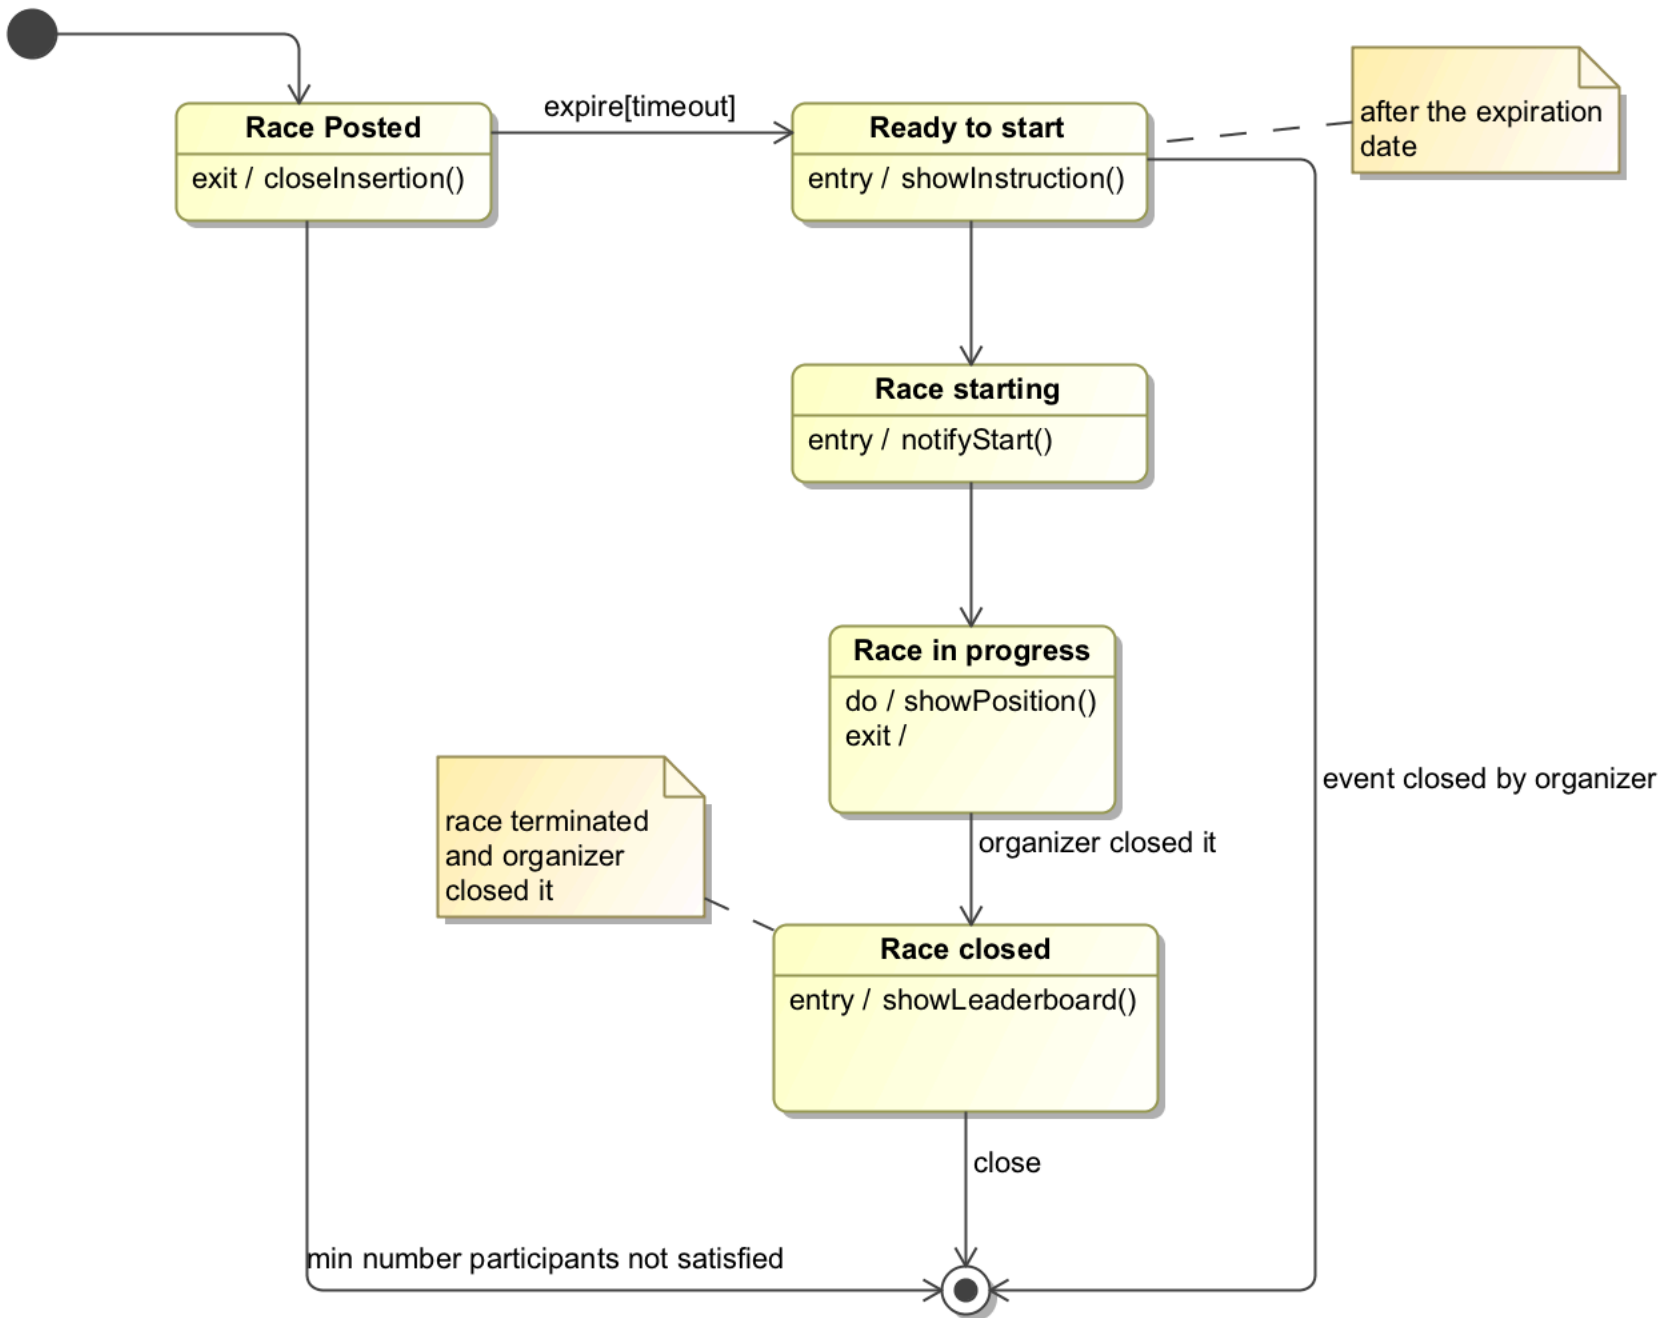 expire[timeout]
Race Posted
exit / closeInsertion()
Ready to start
entry / showInstruction()
after the expiration
date
Race starting
entry / notifyStart()
Race in progress
do / showPosition()
exit /
event closed by organizer
race terminated
and organizer
closed it
organizer closed it
Race closed
entry / showLeaderboard()
close
min number participants not satisfied